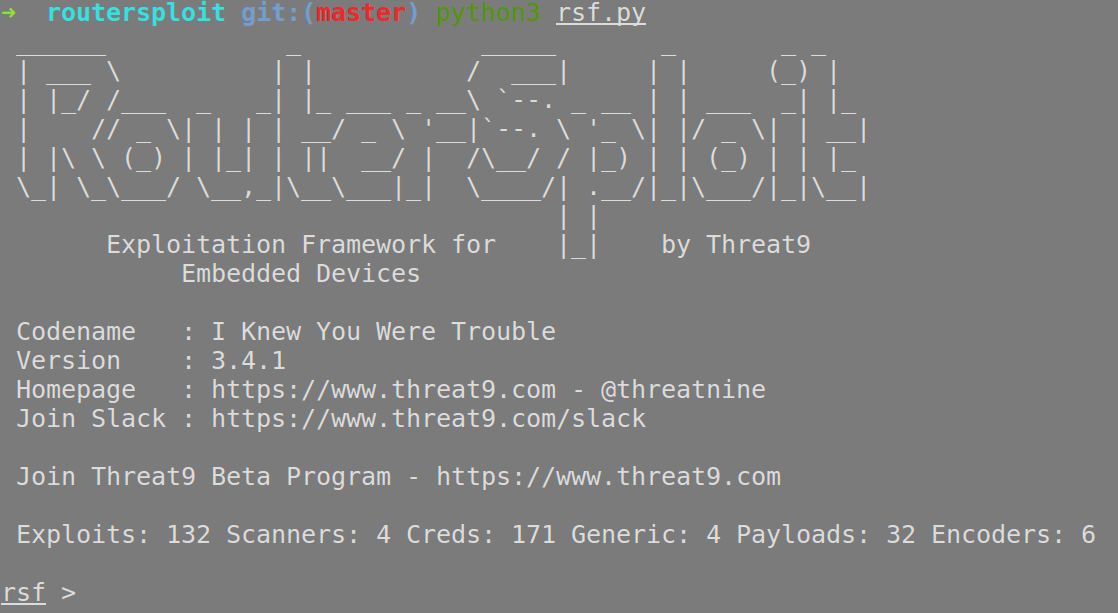 → routersploit git:(master) python3 rsf.py
RouterSploit
Exploitation Framework for by Threat9
Embedded Devices
Codename : I Knew You Were Trouble
Version : 3.4.1
Homepage : https://www.threat9.com - @threatnine
Join Slack : https://www.threat9.com/slack
Join Threat9 Beta Program - https://www.threat9.com
Exploits: 132 Scanners: 4 Creds: 171 Generic: 4 Payloads: 32 Encoders: 6
rsf >